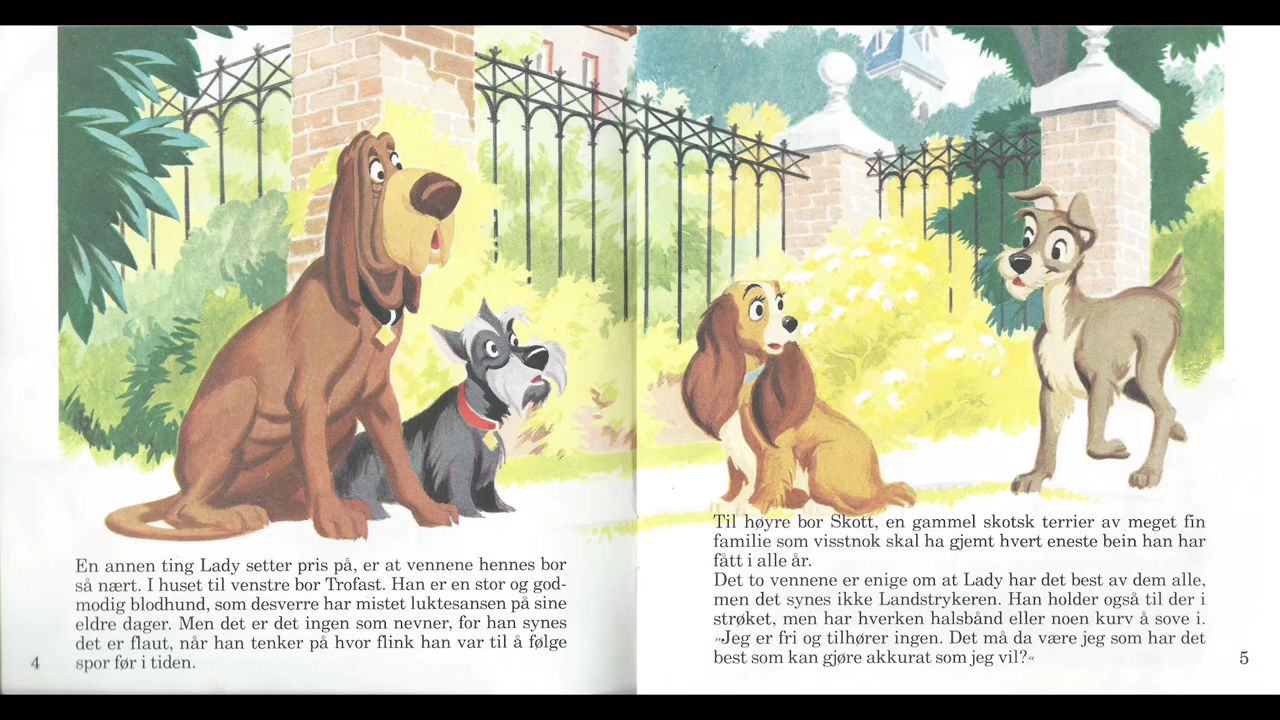 En annen ting Lady setter pris på, er at vennene hennes bor
så nært. I huset til venstre bor Trofast. Han er en stor og god-
modig blodhund, som desverre har mistet luktesansen på sine
eldre dager. Men det er det ingen som nevner, for han synes
det er flaut, når han tenker på hvor flink han var til å følge
spor før i tiden.
4
Til høyre bor Skott, en gammel skotsk terrier av meget fin
familie som visstnok skal ha gjemt hvert eneste bein han har
fått i alle år.
Det to vennene er enige om at Lady har det best av dem alle,
men det synes ikke Landstrykeren. Han holder også til der i
strøket, men har hverken halsbånd eller noen kurv å sove i.
»Jeg er fri og tilhører ingen. Det må da være jeg som har det
best som kan gjøre akkurat som jeg vil?«
5